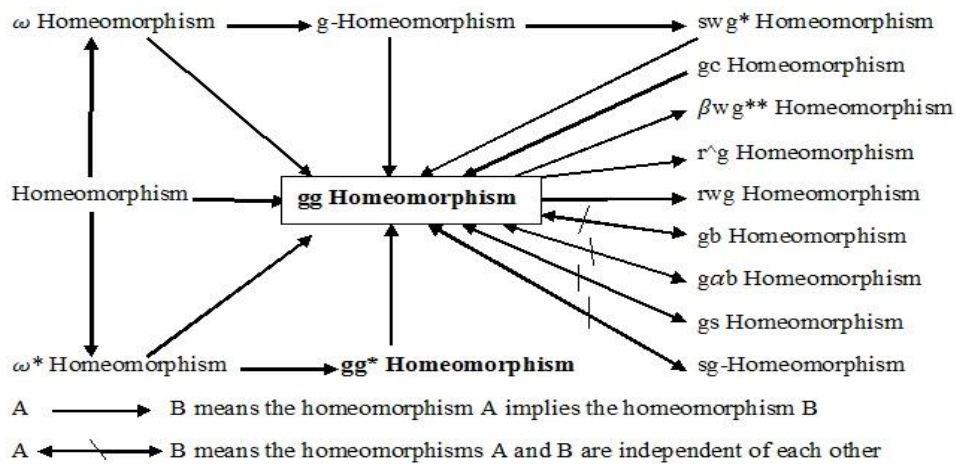 ω Homeomorphism g-Homeomorphism swg* Homeomorphism
gc Homeomorphism
βwg** Homeomorphism
r^g Homeomorphism
Homeomorphism gg Homeomorphism rwg Homeomorphism
gb Homeomorphism
gαb Homeomorphism
gs Homeomorphism
ω* Homeomorphism gg* Homeomorphism sg-Homeomorphism
A B means the homeomorphism A implies the homeomorphism B
A B means the homeomorphisms A and B are independent of each other